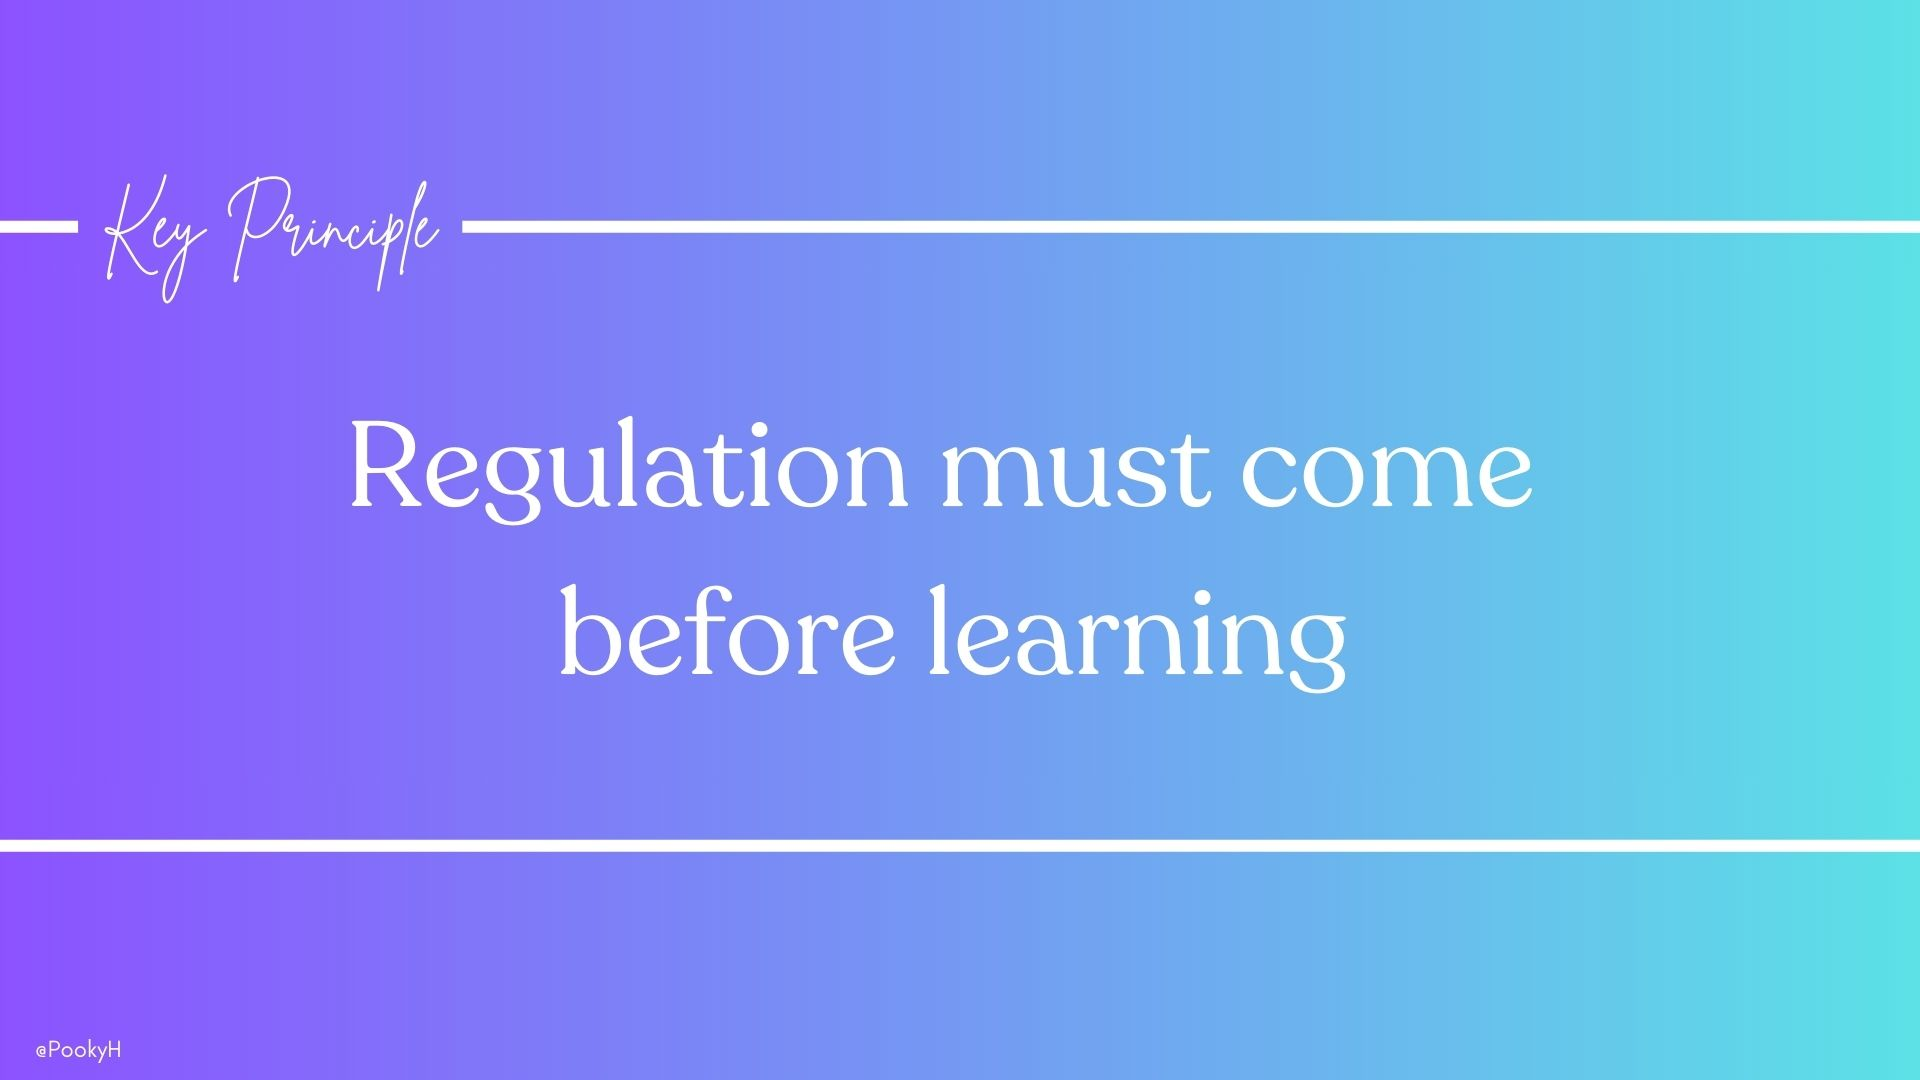 Key Principle
Regulation must come
before learning
@PookyH